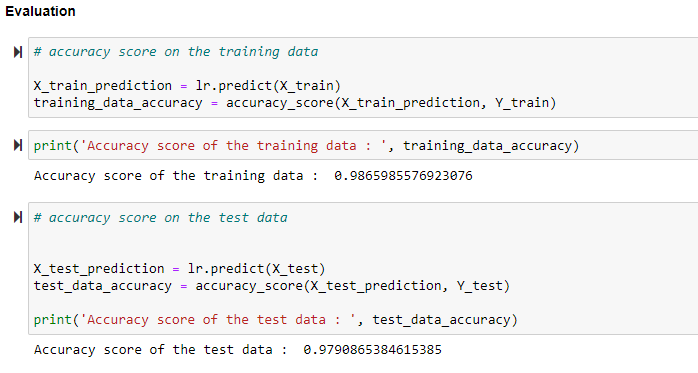 Evaluation
# accuracy score on the training data
X_train_prediction = lr.predict(X_train)
training_data_accuracy = accuracy_score(X_train_prediction, Y_train)
print('Accuracy score of the training data : ', training_data_accuracy)
Accuracy score of the training data :  0.9865985576923076
# accuracy score on the test data
X_test_prediction = lr.predict(X_test)
test_data_accuracy = accuracy_score(X_test_prediction, Y_test)
print('Accuracy score of the test data : ', test_data_accuracy)
Accuracy score of the test data :  0.9790865384615385